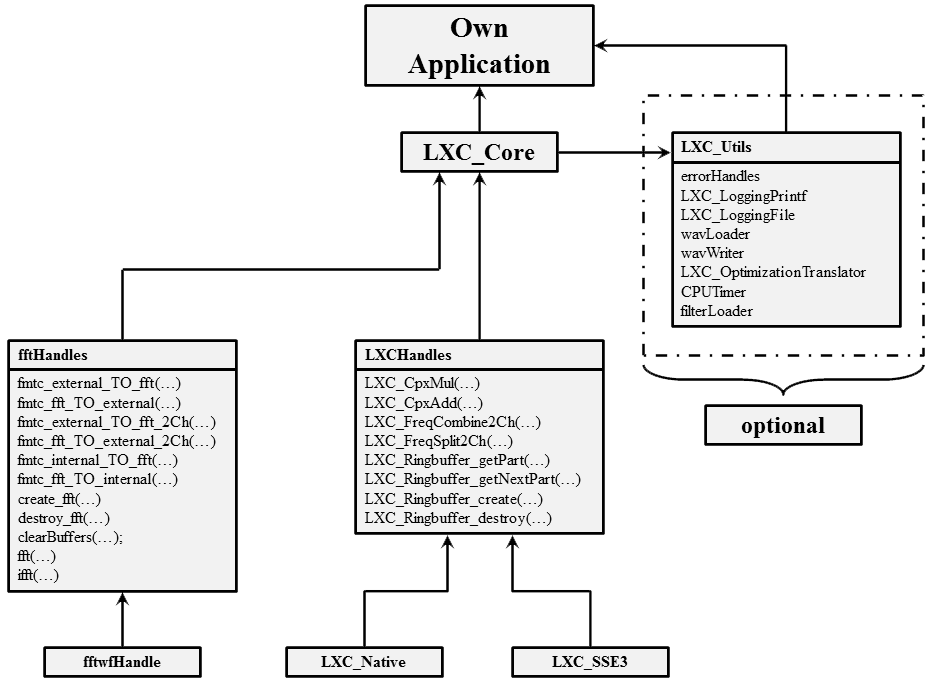 Own
Application
LXC_Core
LXC_Utils
errorHandles
LXC_LoggingPrintf
LXC_LoggingFile
wavLoader
wavWriter
LXC_OptimizationTranslator
CPUTimer
filterLoader
optional
fftHandles
fmtc_external_TO_fft(…)
fmtc_fft_TO_external(…)
fmtc_external_TO_fft_2Ch(…)
fmtc_fft_TO_external_2Ch(…)
fmtc_internal_TO_fft(…)
fmtc_fft_TO_internal(…)
create_fft(…)
destroy_fft(…)
clearBuffers(…);
fft(…)
ifft(…)
LXCHandles
LXC_CpxMul(…)
LXC_CpxAdd(…)
LXC_FreqCombine2Ch(…)
LXC_FreqSplit2Ch(…)
LXC_Ringbuffer_getPart(…)
LXC_Ringbuffer_getNextPart(…)
LXC_Ringbuffer_create(…)
LXC_Ringbuffer_destroy(…)
fftwfHandle
LXC_Native
LXC_SSE3